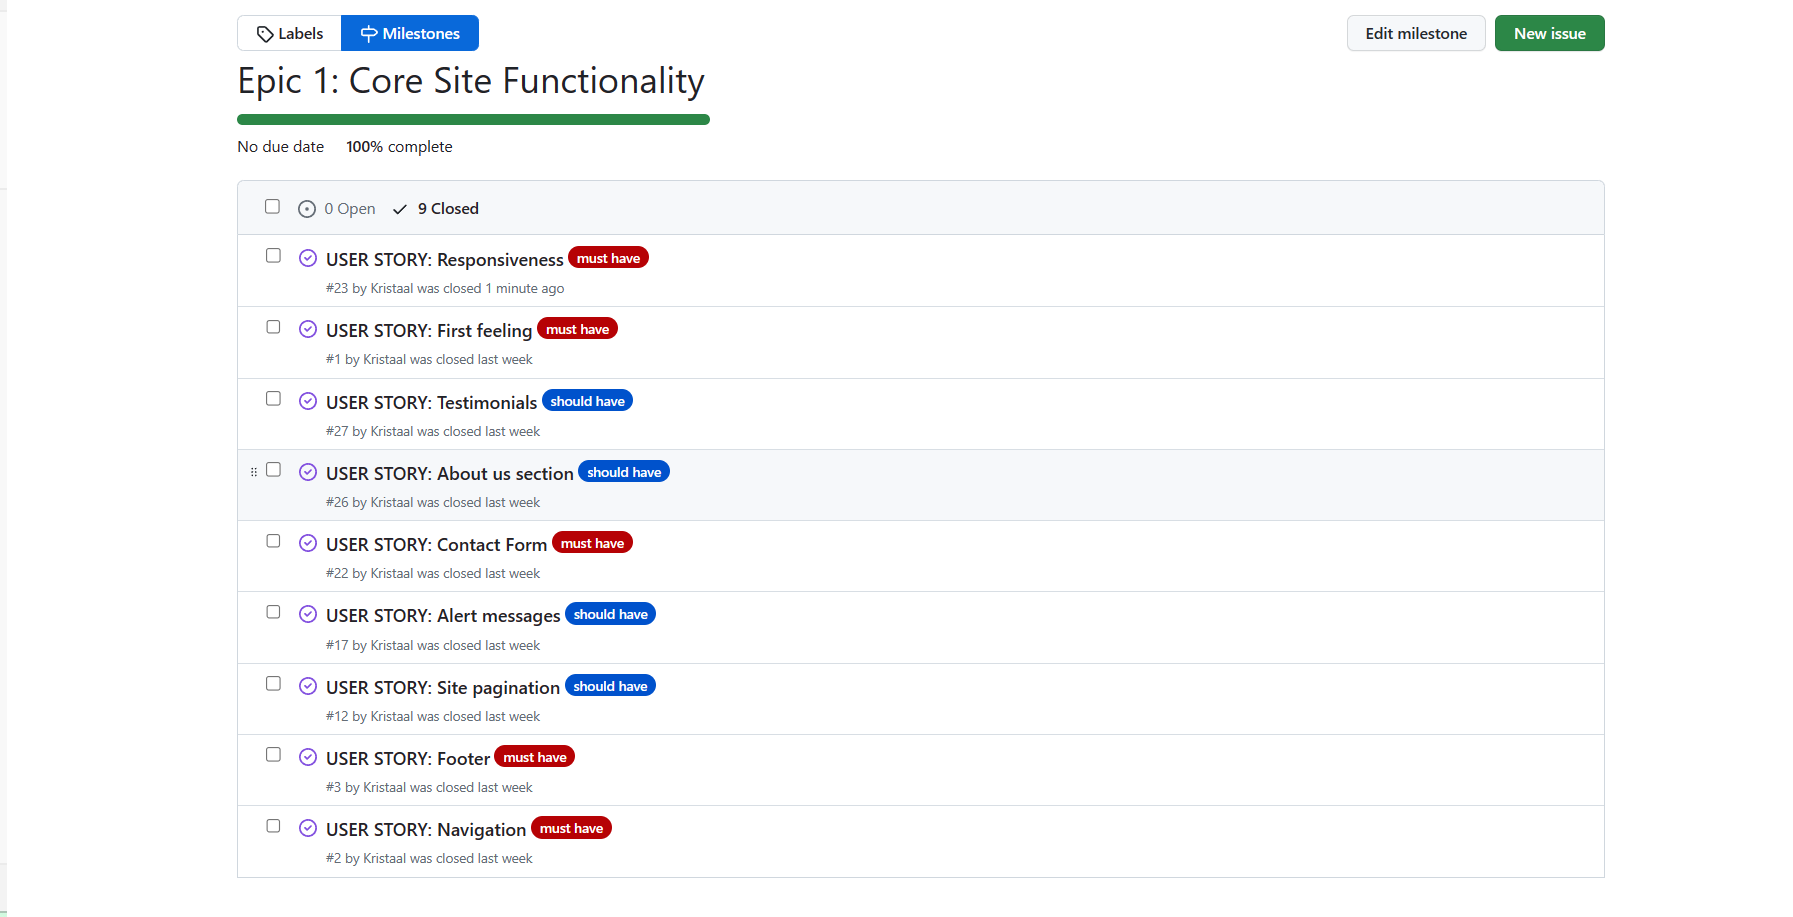 Labels Milestones Edit milestone New issue
Epic 1: Core Site Functionality
No due date 100% complete
0 Open 9 Closed
USER STORY: Responsiveness must have
#23 by Kristaal was closed 1 minute ago
USER STORY: First feeling must have
#1 by Kristaal was closed last week
USER STORY: Testimonials should have
#27 by Kristaal was closed last week
USER STORY: About us section should have
#26 by Kristaal was closed last week
USER STORY: Contact Form must have
#22 by Kristaal was closed last week
USER STORY: Alert messages should have
#17 by Kristaal was closed last week
USER STORY: Site pagination should have
#12 by Kristaal was closed last week
USER STORY: Footer must have
#3 by Kristaal was closed last week
USER STORY: Navigation must have
#2 by Kristaal was closed last week